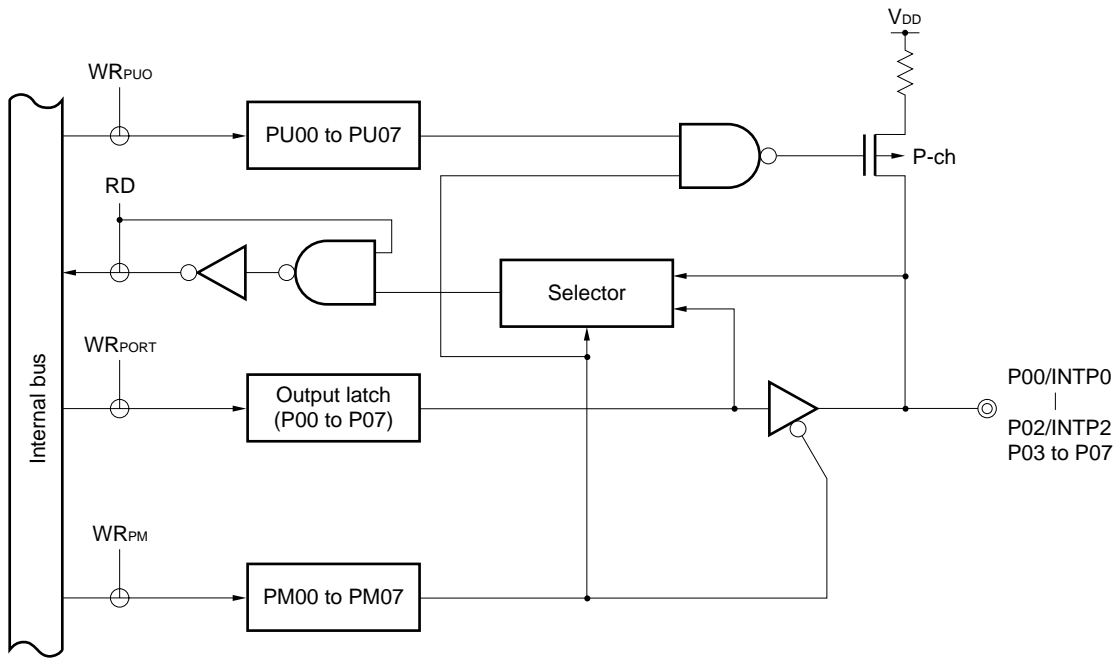 VDD
WRPUO
PU00 to PU07
P-ch
RD
Selector
WRPORT
Output latch
(P00 to P07)
P00/INTP0
P02/INTP2
P03 to P07
Internal bus
WRPM
PM00 to PM07